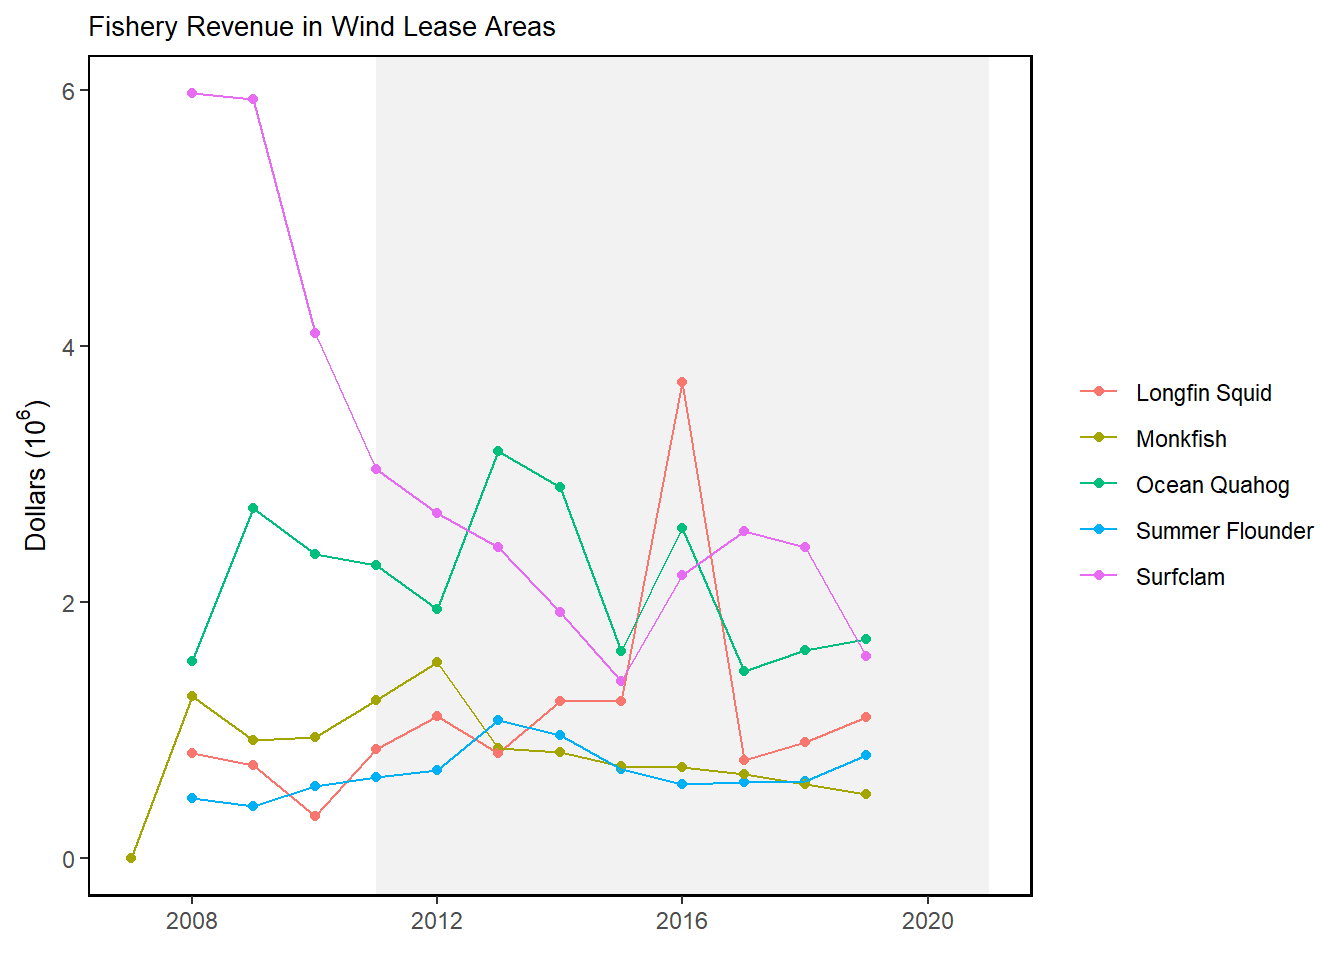 Fishery Revenue in Wind Lease Areas
6
4
2
0
Dollars (10⁶)
2008 2012 2016 2020
Longfin Squid
Monkfish
Ocean Quahog
Summer Flounder
Surfclam